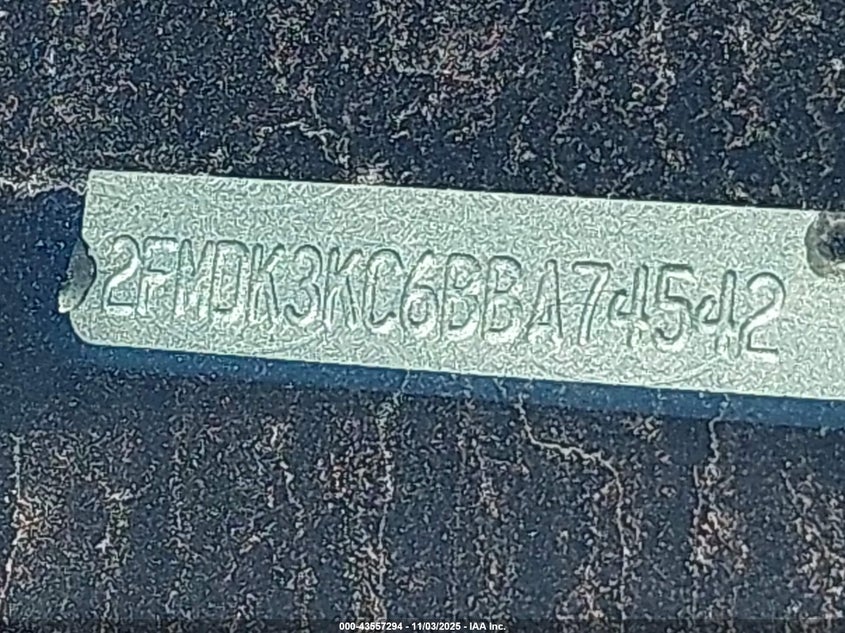 2FMDK3KC6BBA74542
000-43557294 - 11/03/2025 - IAA Inc.